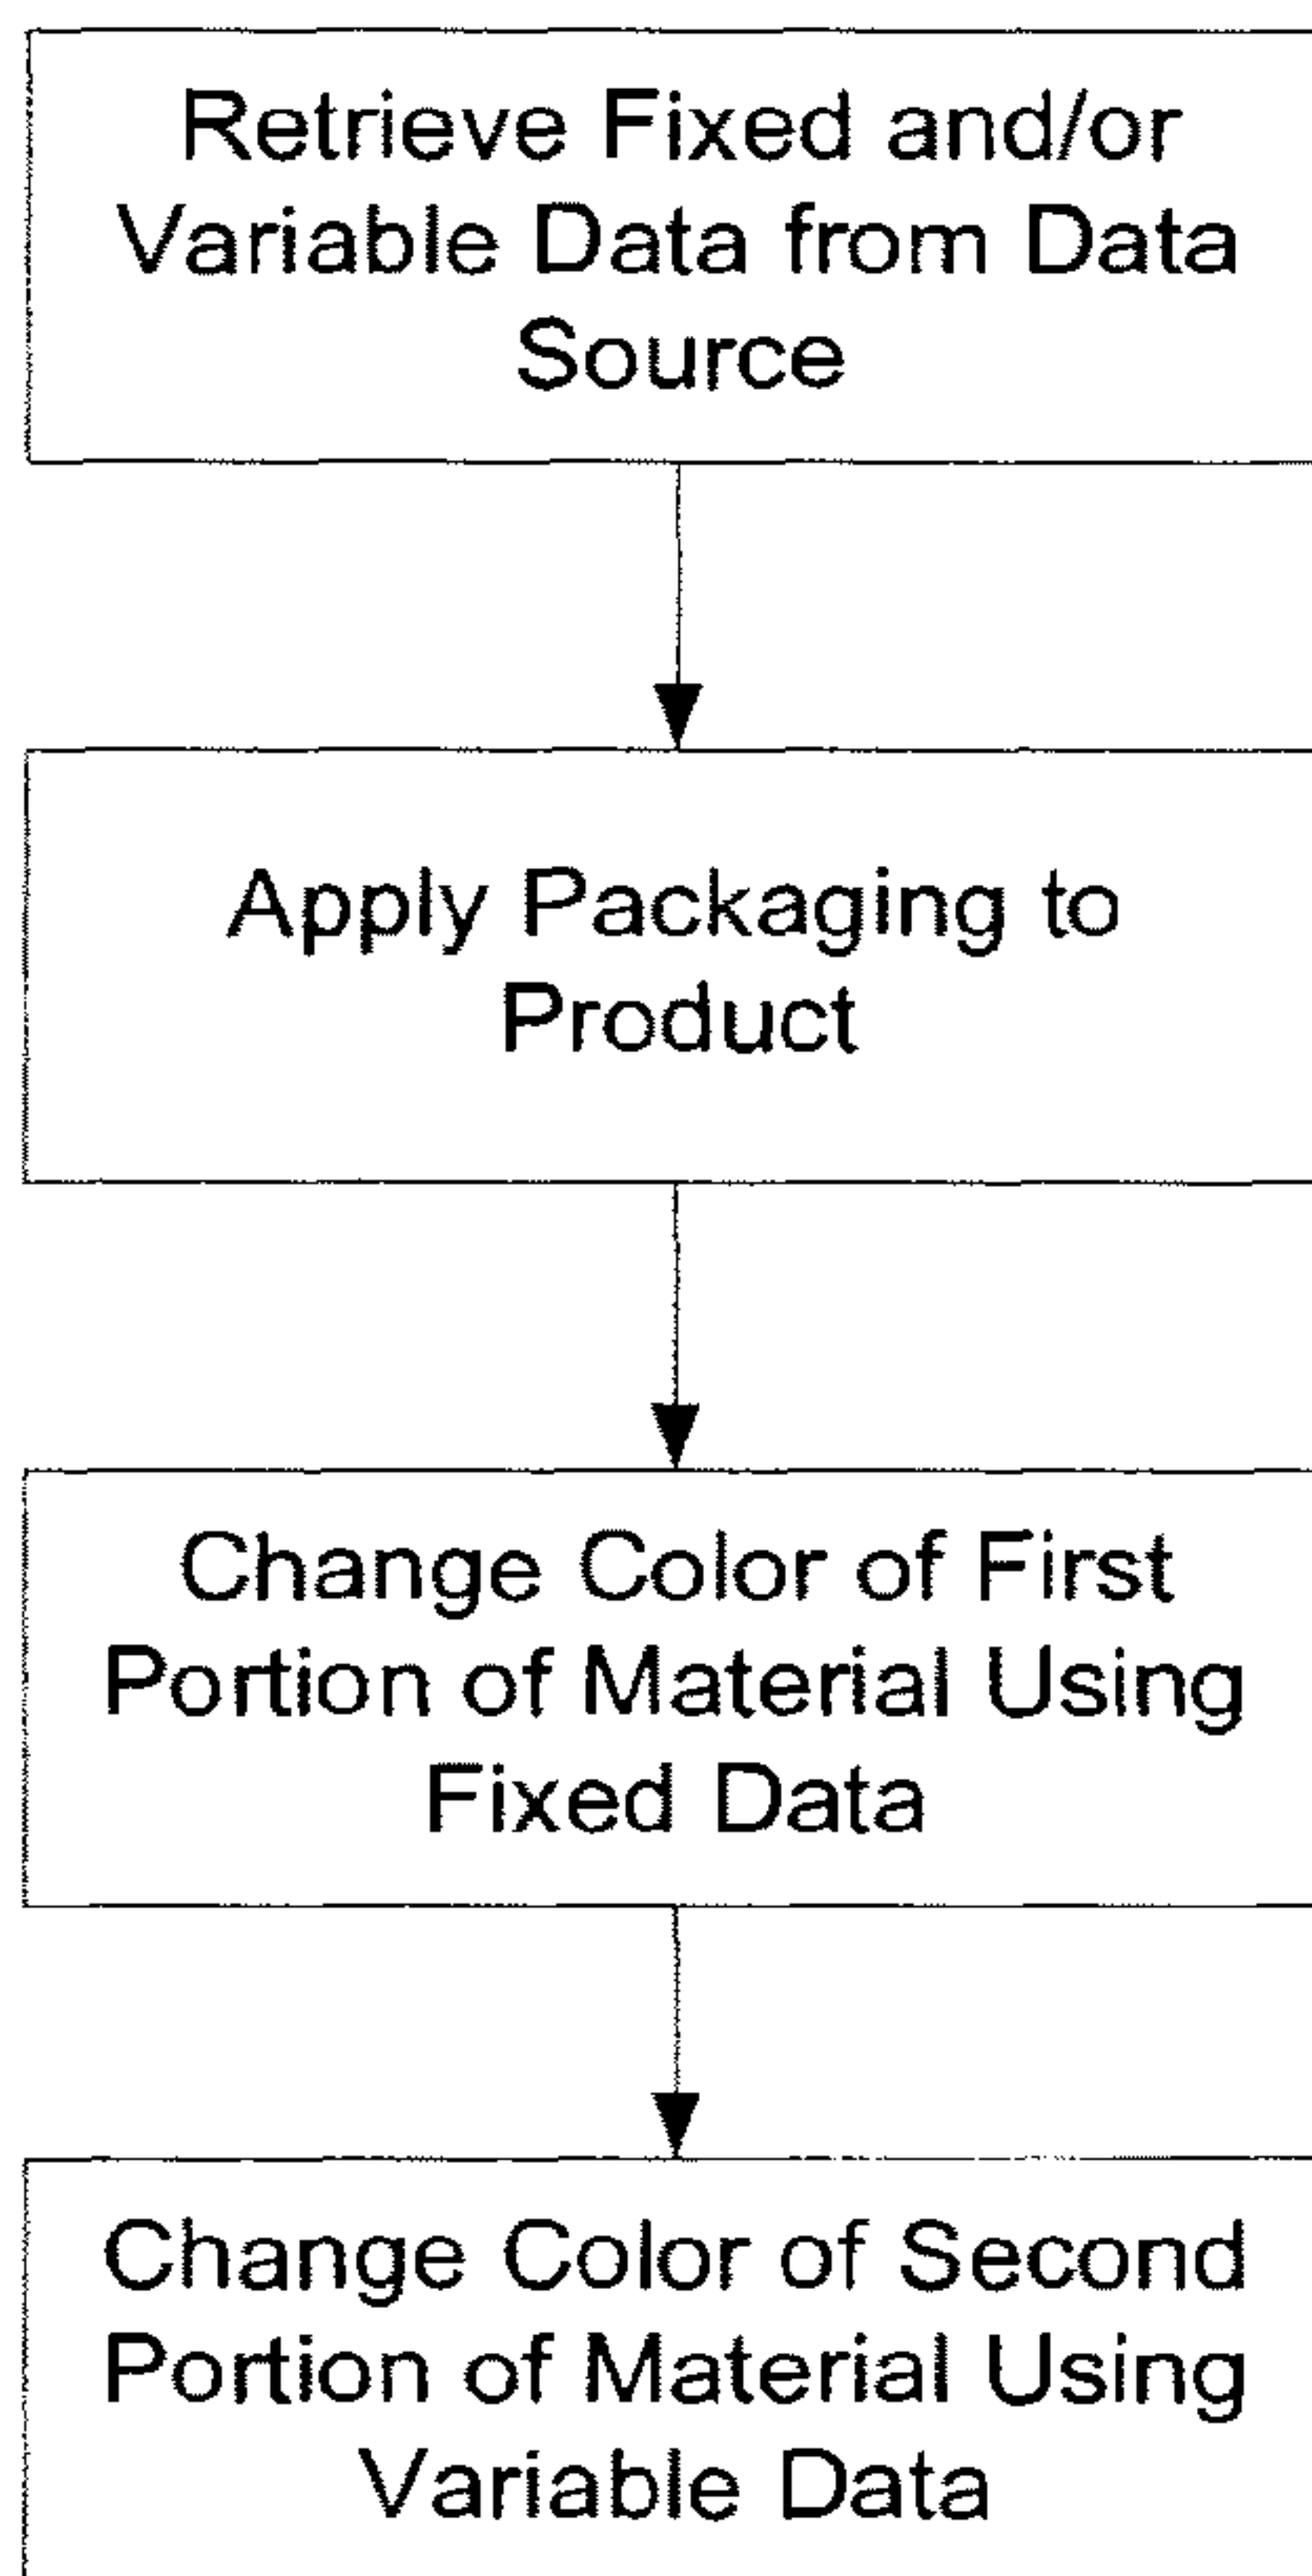 Retrieve Fixed and/or
Variable Data from Data
Source
Apply Packaging to
Product
Change Color of First
Portion of Material Using
Fixed Data
Change Color of Second
Portion of Material Using
Variable Data